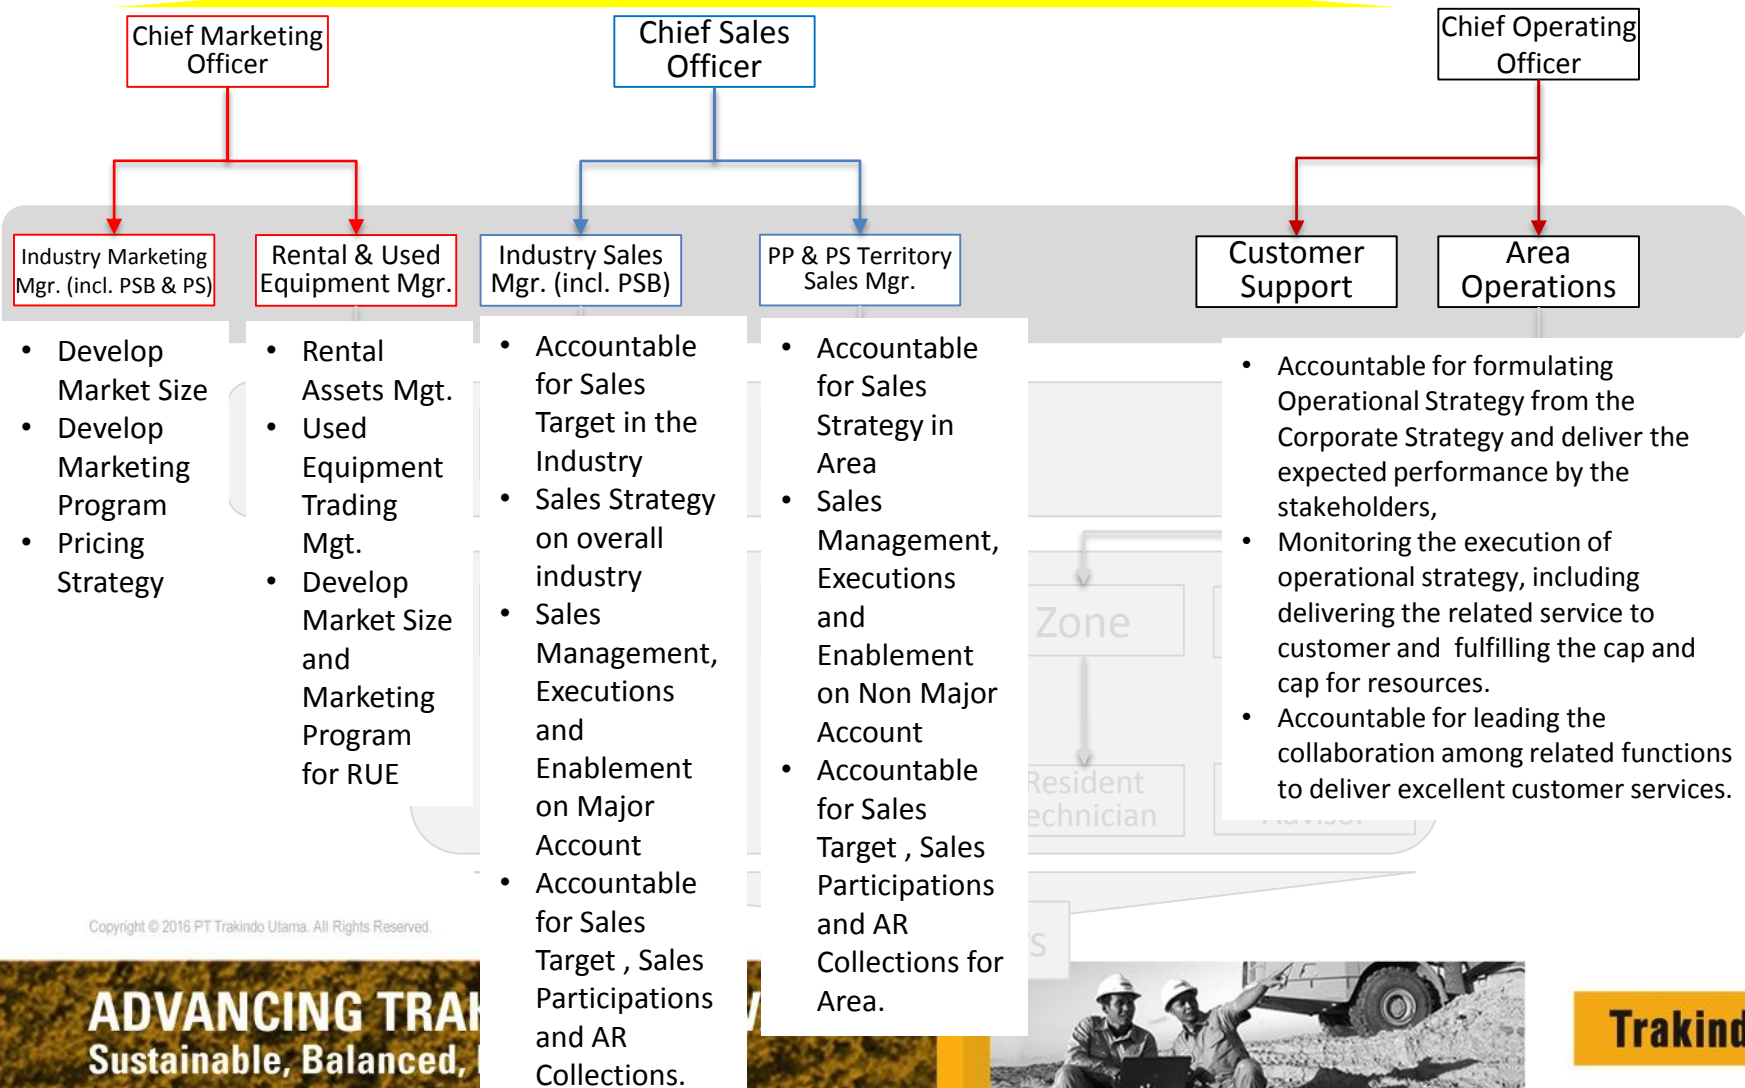 Chief Marketing
Officer
Chief Sales
Officer
Chief Operating
Officer
Industry Marketing
Mgr. (incl. PSB & PS)
Rental & Used
Equipment Mgr.
Industry Sales
Mgr. (incl. PSB)
PP & PS Territory
Sales Mgr.
Customer
Support
Area
Operations
• Develop
Market Size
• Develop
Marketing
Program
• Pricing
Strategy
• Rental
Assets Mgt.
• Used
Equipment
Trading
Mgt.
• Develop
Market Size
and
Marketing
Program
for RUE
• Accountable
for Sales
Target in the
Industry
• Sales Strategy
on overall
industry
• Sales
Management,
Executions
and
Enablement
on Major
Account
• Accountable
for Sales
Target , Sales
Participations
and AR
Collections.
• Accountable
for Sales
Strategy in
Area
• Sales
Management,
Executions
and
Enablement
on Non Major
Account
• Accountable
for Sales
Target , Sales
Participations
and AR
Collections for
Area.
• Accountable for formulating
Operational Strategy from the
Corporate Strategy and deliver the
expected performance by the
stakeholders,
• Monitoring the execution of
operational strategy, including
delivering the related service to
customer and fulfilling the cap and
cap for resources.
• Accountable for leading the
collaboration among related functions
to deliver excellent customer services.
Zone
Resident
echnician
Copyright © 2016 PT Trakindo Utama. All Rights Reserved.
ADVANCING TRAK
Sustainable, Balanced,
Trakind